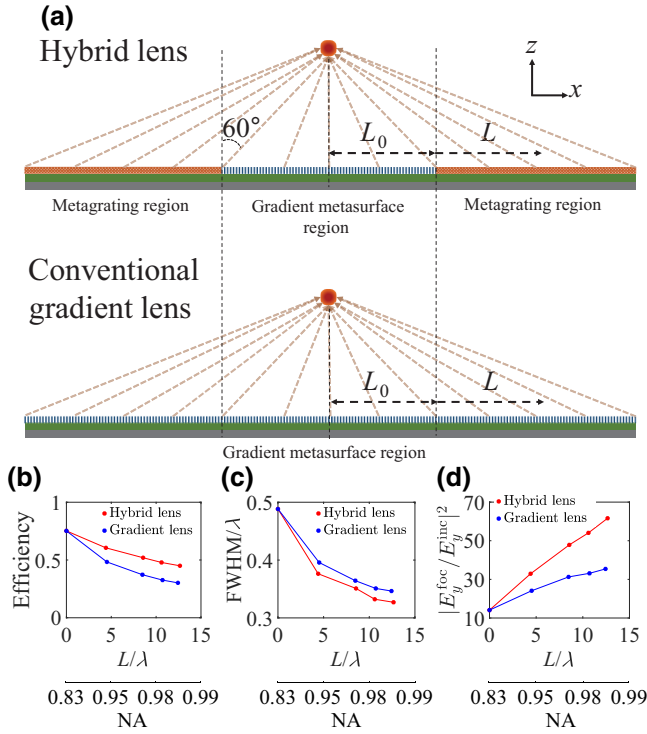 (a)
Hybrid lens
z
x
60°
L₀
L
Metagrating region
Gradient metasurface
region
Metagrating region
Conventional
gradient lens
L₀
L
Gradient metasurface region
(b)
1
0.5
0
Efficiency
Hybrid lens
Gradient lens
0 5 10 15
L/λ
0.83 0.95 0.98 0.99
NA
(c)
0.5
0.4
0.3
FWHM/λ
Hybrid lens
Gradient lens
0 5 10 15
L/λ
0.83 0.95 0.98 0.99
NA
(d)
70
50
30
10
|E_y^foc/E_y^inc|²
Hybrid lens
Gradient lens
0 5 10 15
L/λ
0.83 0.95 0.98 0.99
NA